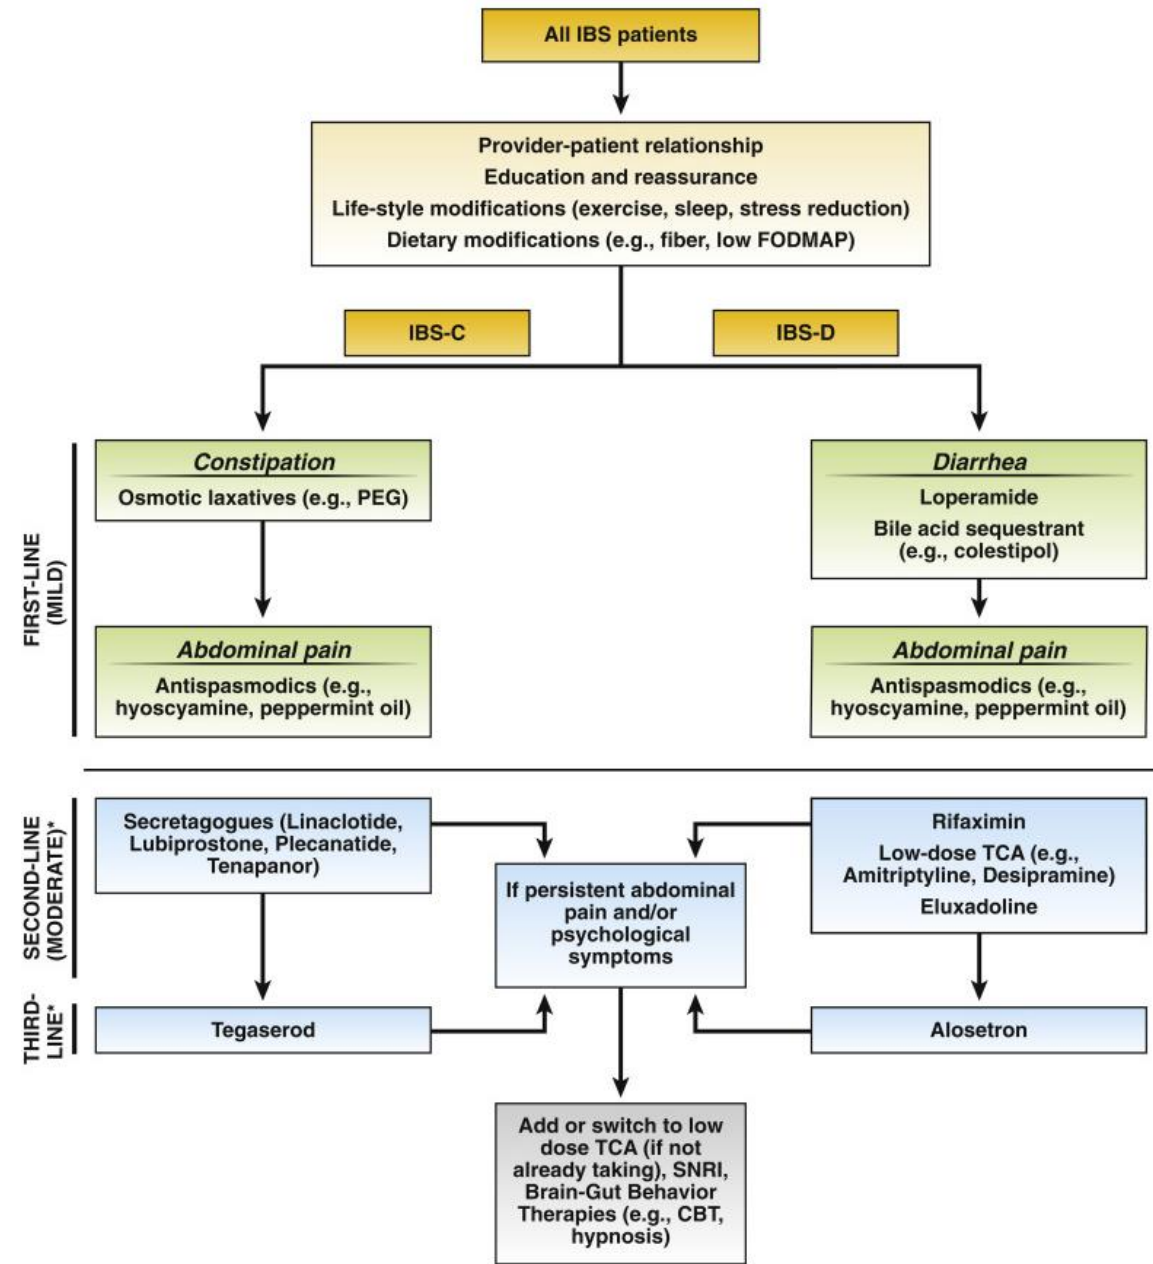 All IBS patients
Provider-patient relationship
Education and reassurance
Life-style modifications (exercise, sleep, stress reduction)
Dietary modifications (e.g., fiber, low FODMAP)
IBS-C
IBS-D
FIRST-LINE
(MILD)
Constipation
Osmotic laxatives (e.g., PEG)
Diarrhea
Loperamide
Bile acid sequestrant
(e.g., colestipol)
Abdominal pain
Antispasmodics (e.g.,
hyoscyamine, peppermint oil)
Abdominal pain
Antispasmodics (e.g.,
hyoscyamine, peppermint oil)
SECOND-LINE
(MODERATE)*
Secretagogues (Linaclotide,
Lubiprostone, Plecanatide,
Tenapanor)
If persistent abdominal
pain and/or
psychological
symptoms
Rifaximin
Low-dose TCA (e.g.,
Amitriptyline, Desipramine)
Eluxadoline
THIRD-
LINE*
Tegaserod
Alosetron
Add or switch to low
dose TCA (if not
already taking), SNRI,
Brain-Gut Behavior
Therapies (e.g., CBT,
hypnosis)